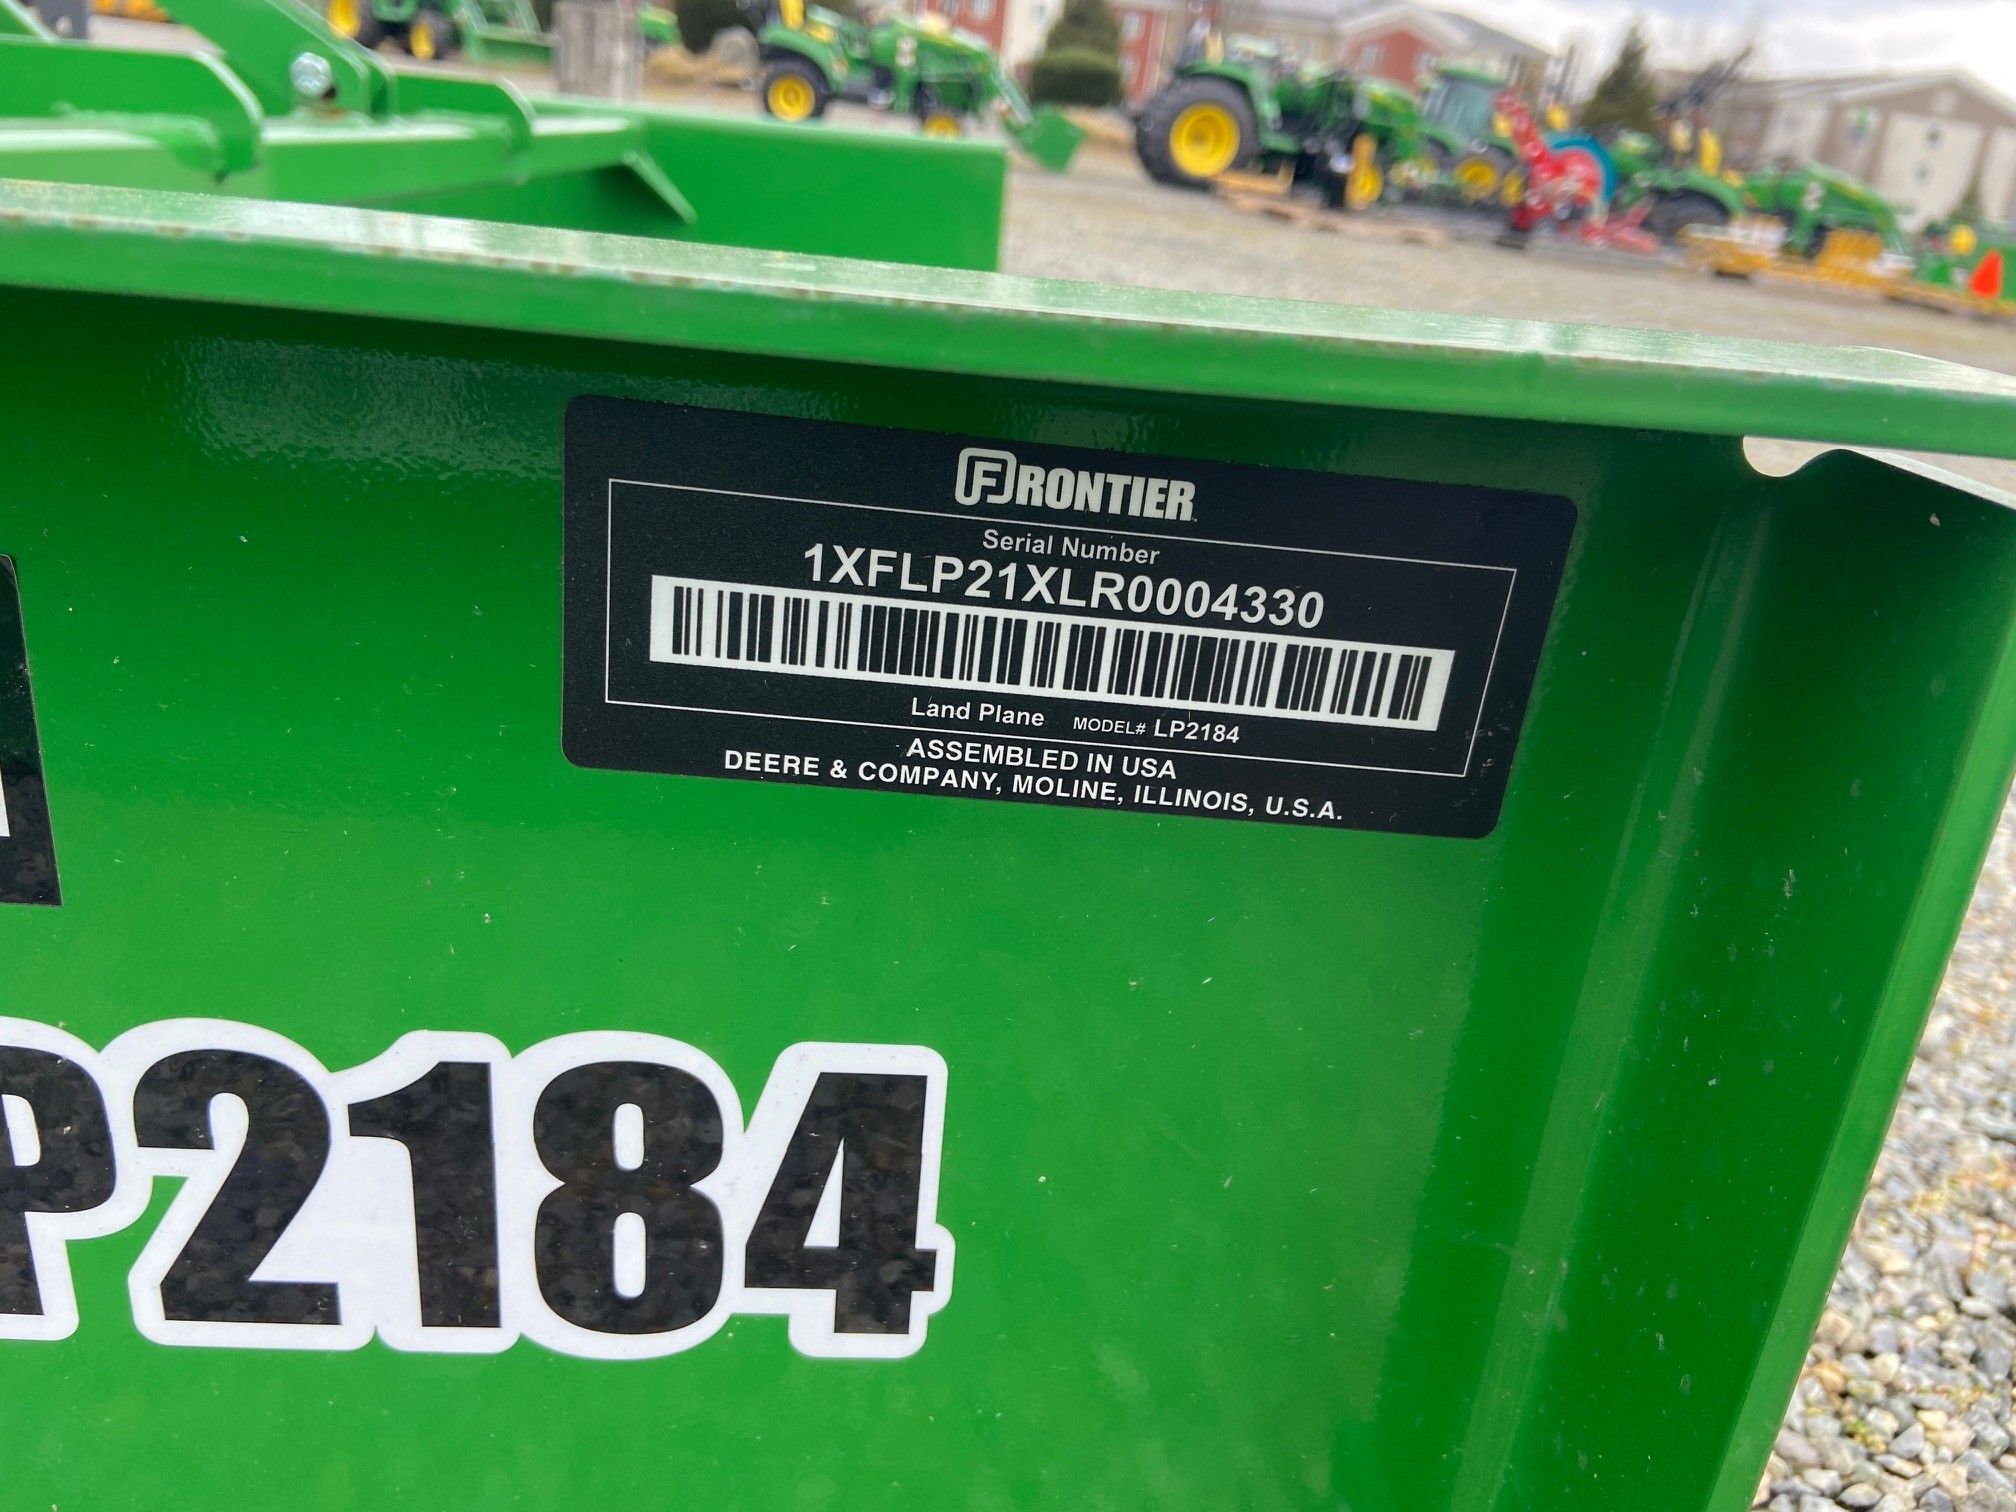 FRONTIER
Serial Number
1XFLP21XLR0004330
Land Plane MODEL# LP2184
ASSEMBLED IN USA
DEERE & COMPANY, MOLINE, ILLINOIS, U.S.A.
P2184